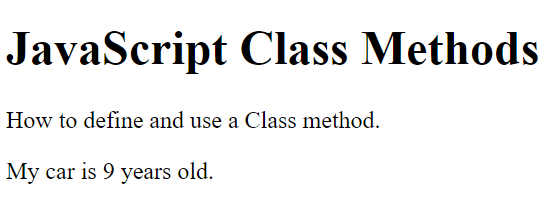 JavaScript Class Methods
How to define and use a Class method.
My car is 9 years old.